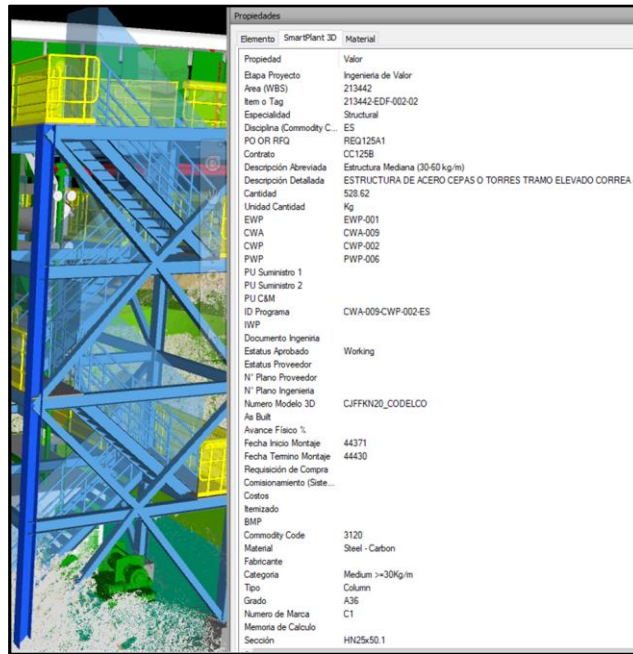 Propiedades
Elemento SmartPlant 3D Material
Propiedad Valor
Etapa Proyecto Ingenieria de Valor
Area (WBS) 213442
Item o Tag 213442-EDF-002-02
Especialidad Structural
Disciplina (Commodity C... ES
PO OR RFQ REQ125A1
Contrato CC125B
Descripción Abreviada Estructura Mediana (30-60 kg/m)
Descripción Detallada ESTRUCTURA DE ACERO CEPAS O TORRES TRAMO ELEVADO CORREA
Cantidad 528.62
Unidad Cantidad Kg
EWP EWP-001
CWA CWA-009
CWP CWP-002
PWP PWP-006
PU Suministro 1
PU Suministro 2
PU C&M
ID Programa CWA-009-CWP-002-ES
IWP
Documento Ingeniria
Estatus Aprobado Working
Estatus Proveedor
N° Plano Proveedor
N° Plano Ingenieria
Numero Modelo 3D CJFFKN20_CODELCO
As Built
Avance Físico %
Fecha Inicio Montaje 44371
Fecha Termino Montaje 44430
Requisición de Compra
Comisionamiento (Siste...
Costos
Itemizado
BMP
Commodity Code 3120
Material Steel - Carbon
Fabricante
Categoria Medium >=30Kg/m
Tipo Column
Grado A36
Numero de Marca C1
Memoria de Calculo
Sección HN25x50.1